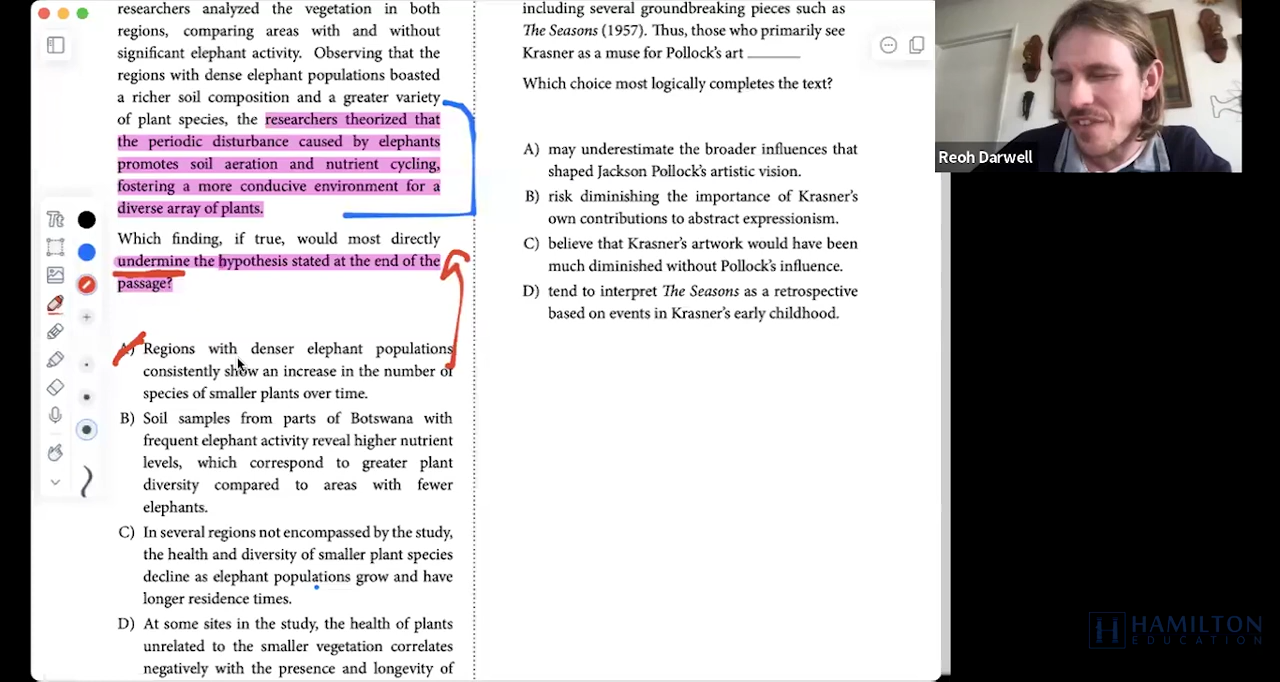 researchers analyzed the vegetation in both
regions, comparing areas with and without
significant elephant activity. Observing that the
regions with dense elephant populations boasted
a richer soil composition and a greater variety
of plant species, the researchers theorized that
the periodic disturbance caused by elephants
promotes soil aeration and nutrient cycling,
fostering a more conducive environment for a
diverse array of plants.
Which finding, if true, would most directly
undermine the hypothesis stated at the end of the
passage?
A) Regions with denser elephant populations
consistently show an increase in the number of
species of smaller plants over time.
B) Soil samples from parts of Botswana with
frequent elephant activity reveal higher nutrient
levels, which correspond to greater plant
diversity compared to areas with fewer
elephants.
C) In several regions not encompassed by the study,
the health and diversity of smaller plant species
decline as elephant populations grow and have
longer residence times.
D) At some sites in the study, the health of plants
unrelated to the smaller vegetation correlates
negatively with the presence and longevity of
including several groundbreaking pieces such as
The Seasons (1957). Thus, those who primarily see
Krasner as a muse for Pollock's art ______
Which choice most logically completes the text?
A) may underestimate the broader influences that
shaped Jackson Pollock's artistic vision.
B) risk diminishing the importance of Krasner's
own contributions to abstract expressionism.
C) believe that Krasner's artwork would have been
much diminished without Pollock's influence.
D) tend to interpret The Seasons as a retrospective
based on events in Krasner's early childhood.
Reoh Darwell
Tt
HAMILTON
EDUCATION